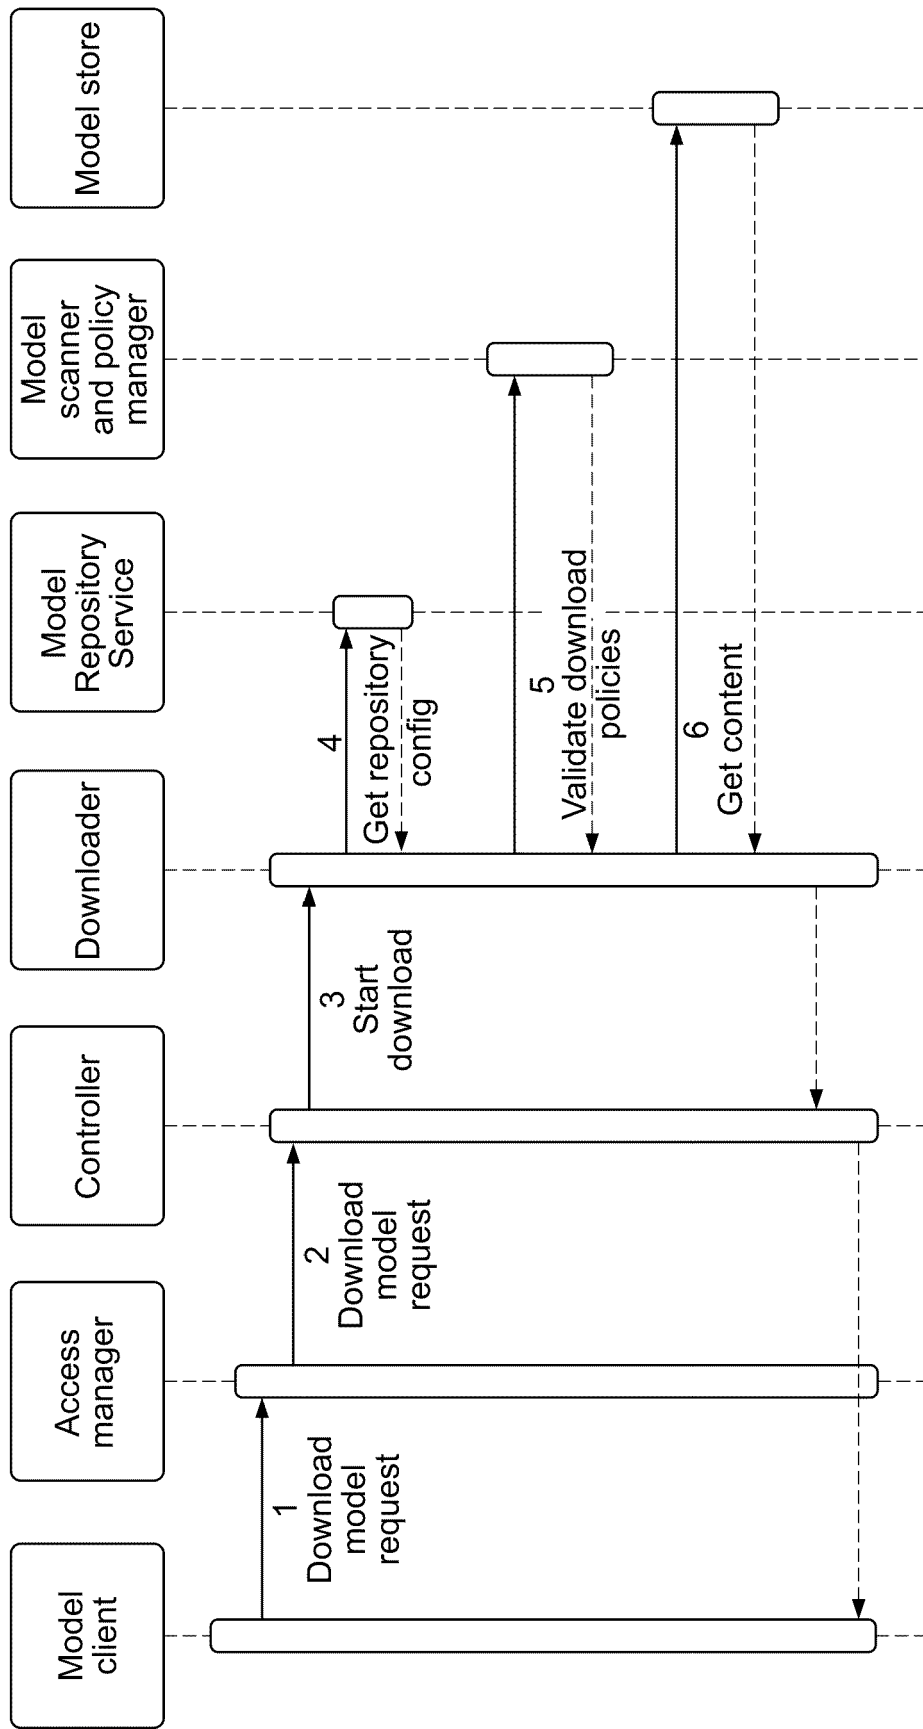 Model
client
Access
manager
Controller
Downloader
Model
Repository
Service
Model
scanner
and policy
manager
Model store
1
Download
model
request
2
Download
model
request
3
Start
download
4
Get repository
config
5
Validate download
policies
6
Get content